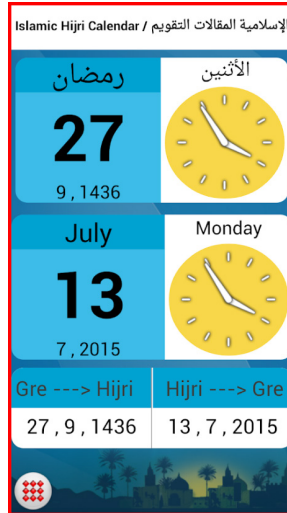 Islamic Hijri Calendar / الإسلامية المقالات التقويم
رمضان
الأثنين
27
9 , 1436
July
Monday
13
7 , 2015
Gre ---> Hijri
Hijri ---> Gre
27 , 9 , 1436
13 , 7 , 2015